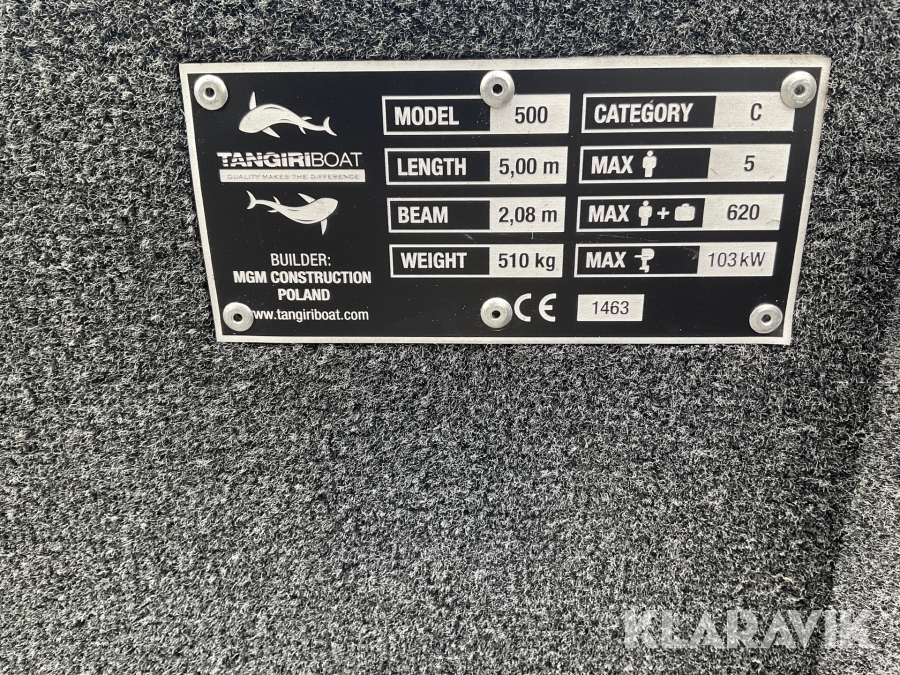 TANGIRIBOAT
QUALITY MAKES THE DIFFERENCE
BUILDER:
MGM CONSTRUCTION
POLAND
www.tangiriboat.com
MODEL 500
LENGTH 5,00 m
BEAM 2,08 m
WEIGHT 510 kg
CATEGORY C
MAX 5
MAX + 620
MAX 103 kW
CE 1463
KLARAVIK